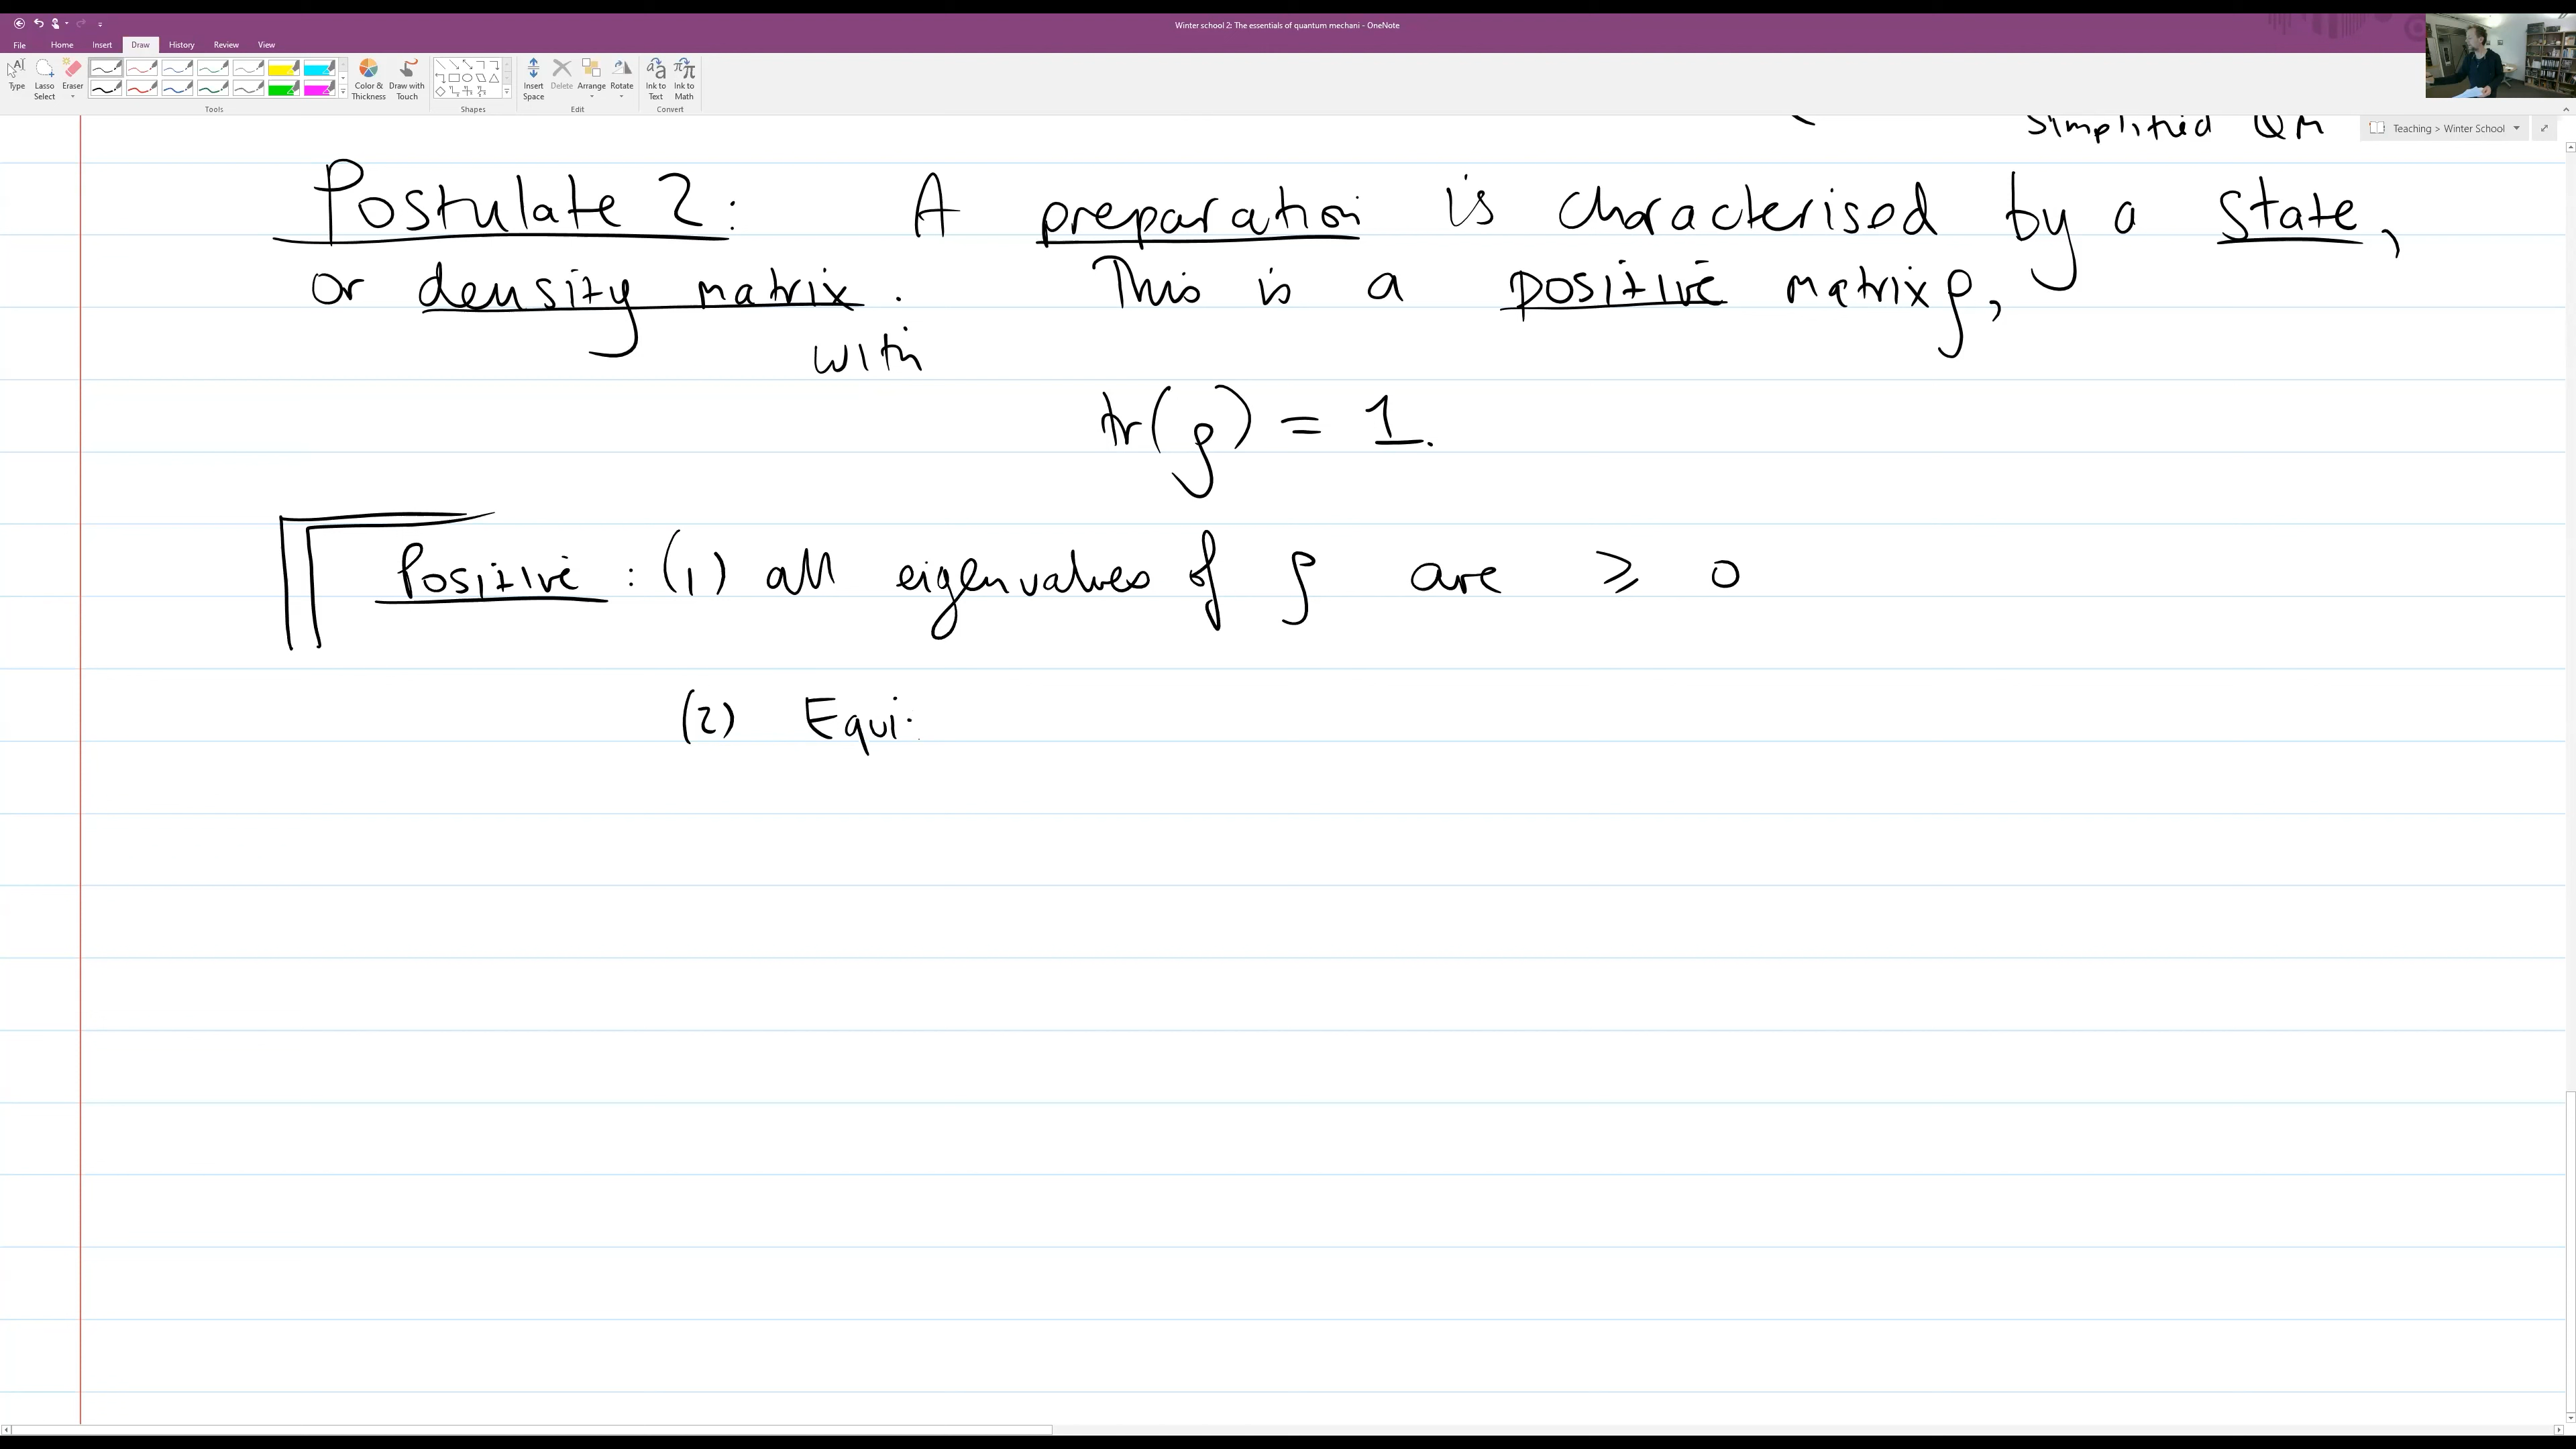 Winter school 2: The essentials of quantum mechani - OneNote
File Home Insert Draw History Review View
Type
Lasso Select
Eraser
Color & Thickness
Draw with Touch
Insert Space
Delete
Arrange
Rotate
Ink to Text
Ink to Math
Tools
Shapes
Edit
Convert
Teaching > Winter School
Simplified QM
Postulate 2: A preparation is characterised by a state,
or density matrix. This is a positive matrix ρ,
with
tr(ρ) = 1.
Positive: (1) all eigenvalues of ρ are ⩾ 0
(2) Equi